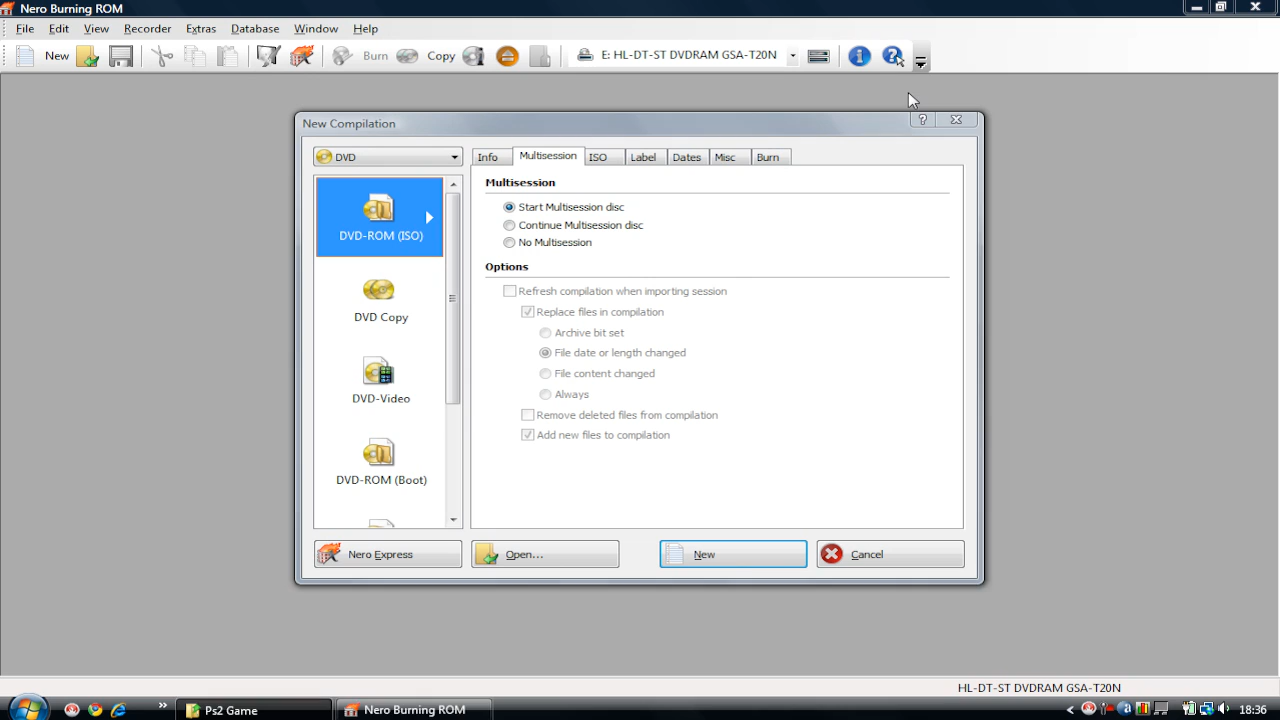 Nero Burning ROM
File Edit View Recorder Extras Database Window Help
New Burn Copy E: HL-DT-ST DVDRAM GSA-T20N
New Compilation
DVD
Info Multisession ISO Label Dates Misc Burn
DVD-ROM (ISO)
DVD Copy
DVD-Video
DVD-ROM (Boot)
Multisession
Start Multisession disc
Continue Multisession disc
No Multisession
Options
Refresh compilation when importing session
Replace files in compilation
Archive bit set
File date or length changed
File content changed
Always
Remove deleted files from compilation
Add new files to compilation
Nero Express Open... New Cancel
HL-DT-ST DVDRAM GSA-T20N
Ps2 Game Nero Burning ROM 18:36